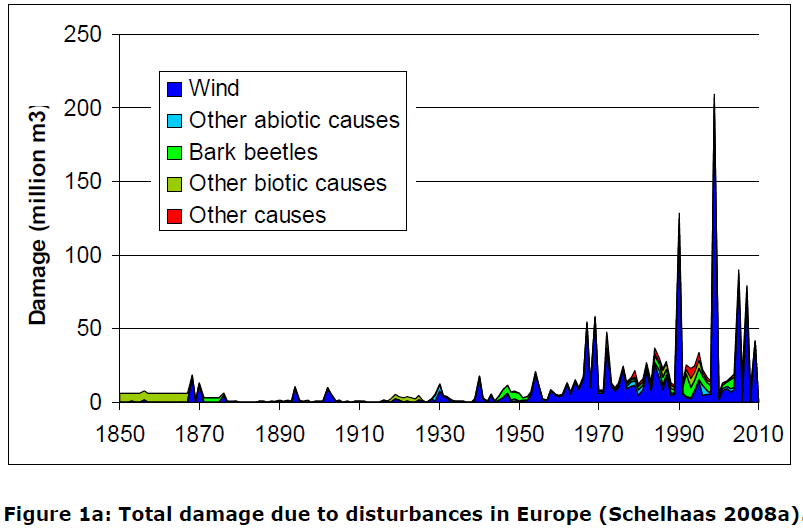 250
200
150
100
50
0
Damage (million m3)
Wind
Other abiotic causes
Bark beetles
Other biotic causes
Other causes
1850 1870 1890 1910 1930 1950 1970 1990 2010
Figure 1a: Total damage due to disturbances in Europe (Schelhaas 2008a).